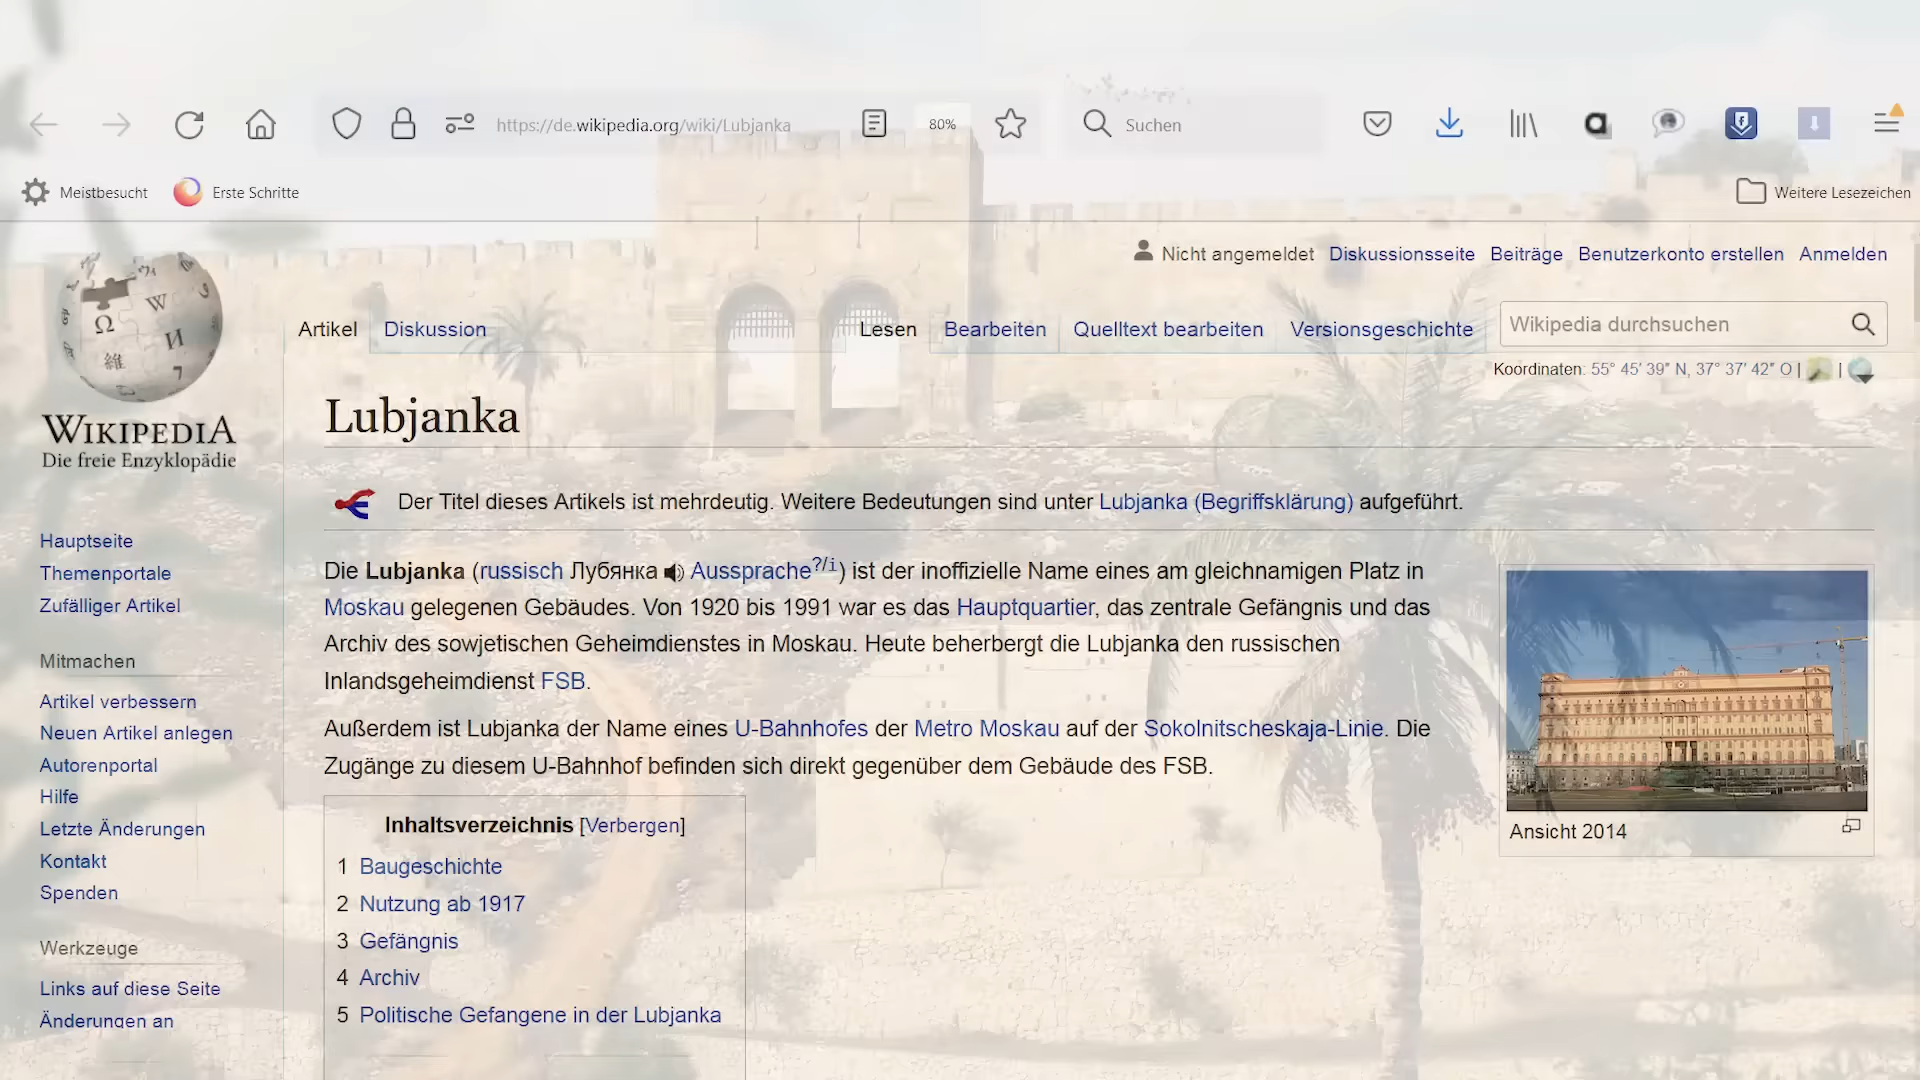 https://de.wikipedia.org/wiki/Lubjanka
80%
Suchen
Meistbesucht
Erste Schritte
Weitere Lesezeichen
Nicht angemeldet Diskussionsseite Beiträge Benutzerkonto erstellen Anmelden
Artikel Diskussion
Lesen Bearbeiten Quelltext bearbeiten Versionsgeschichte
Wikipedia durchsuchen
Koordinaten: 55° 45′ 39″ N, 37° 37′ 42″ O | |
WIKIPEDIA
Die freie Enzyklopädie
Hauptseite
Themenportale
Zufälliger Artikel
Mitmachen
Artikel verbessern
Neuen Artikel anlegen
Autorenportal
Hilfe
Letzte Änderungen
Kontakt
Spenden
Werkzeuge
Links auf diese Seite
Änderungen an
Lubjanka
Der Titel dieses Artikels ist mehrdeutig. Weitere Bedeutungen sind unter Lubjanka (Begriffsklärung) aufgeführt.
Die Lubjanka (russisch Лубянка Aussprache?/i) ist der inoffizielle Name eines am gleichnamigen Platz in
Moskau gelegenen Gebäudes. Von 1920 bis 1991 war es das Hauptquartier, das zentrale Gefängnis und das
Archiv des sowjetischen Geheimdienstes in Moskau. Heute beherbergt die Lubjanka den russischen
Inlandsgeheimdienst FSB.
Außerdem ist Lubjanka der Name eines U-Bahnhofes der Metro Moskau auf der Sokolnitscheskaja-Linie. Die
Zugänge zu diesem U-Bahnhof befinden sich direkt gegenüber dem Gebäude des FSB.
Ansicht 2014
Inhaltsverzeichnis [Verbergen]
1 Baugeschichte
2 Nutzung ab 1917
3 Gefängnis
4 Archiv
5 Politische Gefangene in der Lubjanka